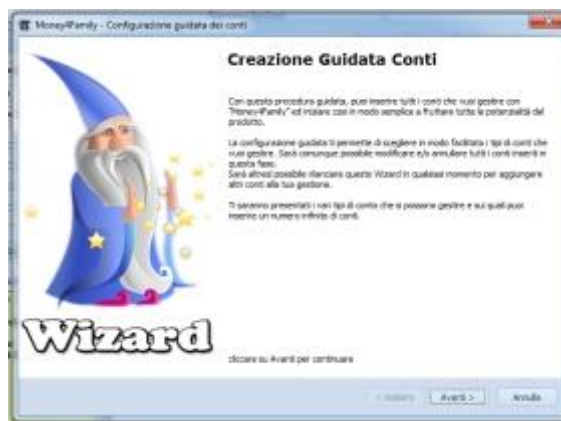 Money4Family - Configurazione guidata dei conti
Creazione Guidata Conti
Con questa procedura guidata, puoi inserire tutti i conti che vuoi gestire con
"Money4Family" ed iniziare così in modo semplice a fruttare tutte le potenzialità del
prodotto.
La configurazione guidata ti permette di scegliere in modo facilitato i tipi di conti che
vuoi gestire. Sarà comunque possibile modificare e/o annullare tutti i conti inseriti in
questa fase.
Sarà altresì possibile rilanciare questo Wizard in qualsiasi momento per aggiungere
altri conti alla tua gestione.
Ti saranno presentati i vari tipi di conto che si possono gestire e sui quali puoi
inserire un numero infinito di conti.
Wizard
cliccare su Avanti per continuare
< Indietro
Avanti >
Annulla